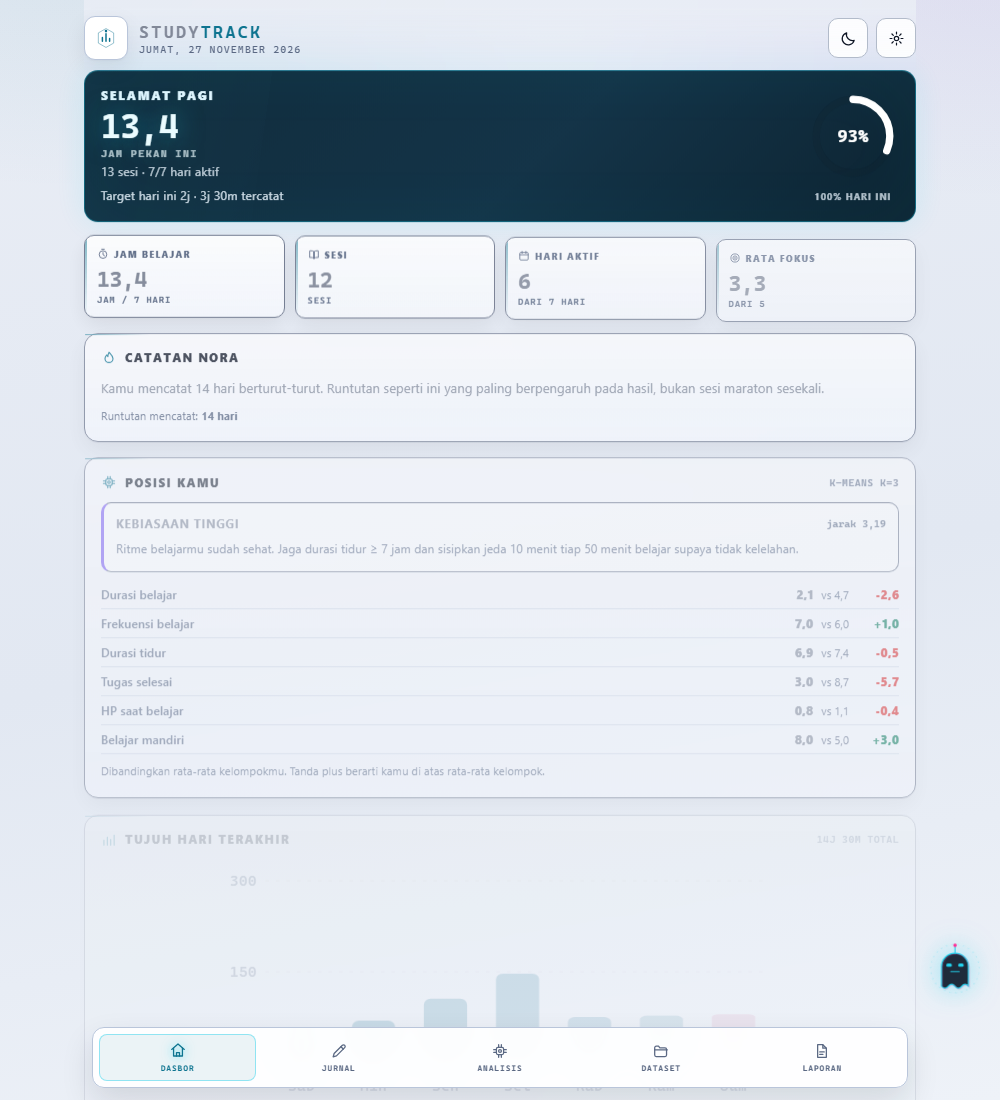 STUDYTRACK
JUMAT, 27 NOVEMBER 2026
SELAMAT PAGI
13,4
JAM PEKAN INI
13 sesi · 7/7 hari aktif
Target hari ini 2j · 3j 30m tercatat
93%
100% HARI INI
JAM BELAJAR
13,4
JAM / 7 HARI
SESI
12
SESI
HARI AKTIF
6
DARI 7 HARI
RATA FOKUS
3,3
DARI 5
CATATAN NORA
Kamu mencatat 14 hari berturut-turut. Runtutan seperti ini yang paling berpengaruh pada hasil, bukan sesi maraton sesekali.
Runtutan mencatat: 14 hari
POSISI KAMU
K-MEANS K=3
KEBIASAAN TINGGI
jarak 3,19
Ritme belajarmu sudah sehat. Jaga durasi tidur ≥ 7 jam dan sisipkan jeda 10 menit tiap 50 menit belajar supaya tidak kelelahan.
Durasi belajar 2,1 vs 4,7 -2,6
Frekuensi belajar 7,0 vs 6,0 +1,0
Durasi tidur 6,9 vs 7,4 -0,5
Tugas selesai 3,0 vs 8,7 -5,7
HP saat belajar 0,8 vs 1,1 -0,4
Belajar mandiri 8,0 vs 5,0 +3,0
Dibandingkan rata-rata kelompokmu. Tanda plus berarti kamu di atas rata-rata kelompok.
TUJUH HARI TERAKHIR
14J 30M TOTAL
300
150
DASBOR
JURNAL
ANALISIS
DATASET
LAPORAN